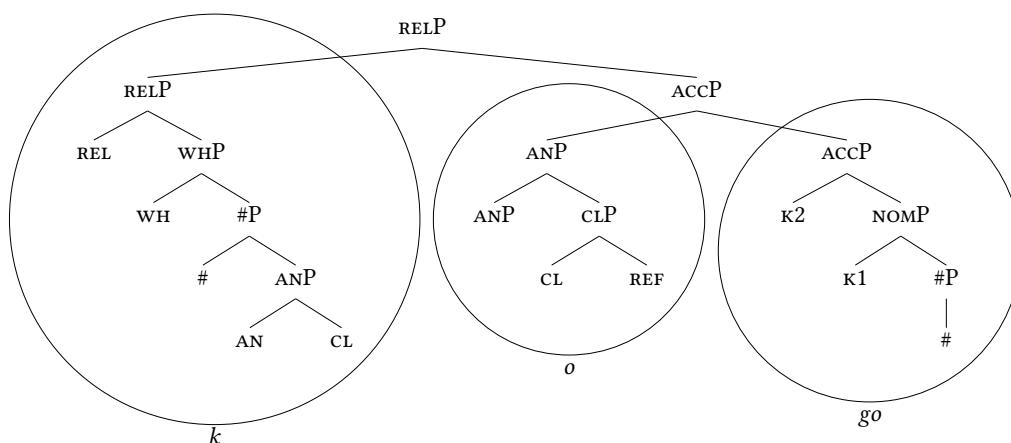 RELP
RELP ACCP
REL WHP ANP ACCP
WH #P ANP CLP K2 NOMP
# ANP CL REF K1 #P
AN CL #
o
go
k